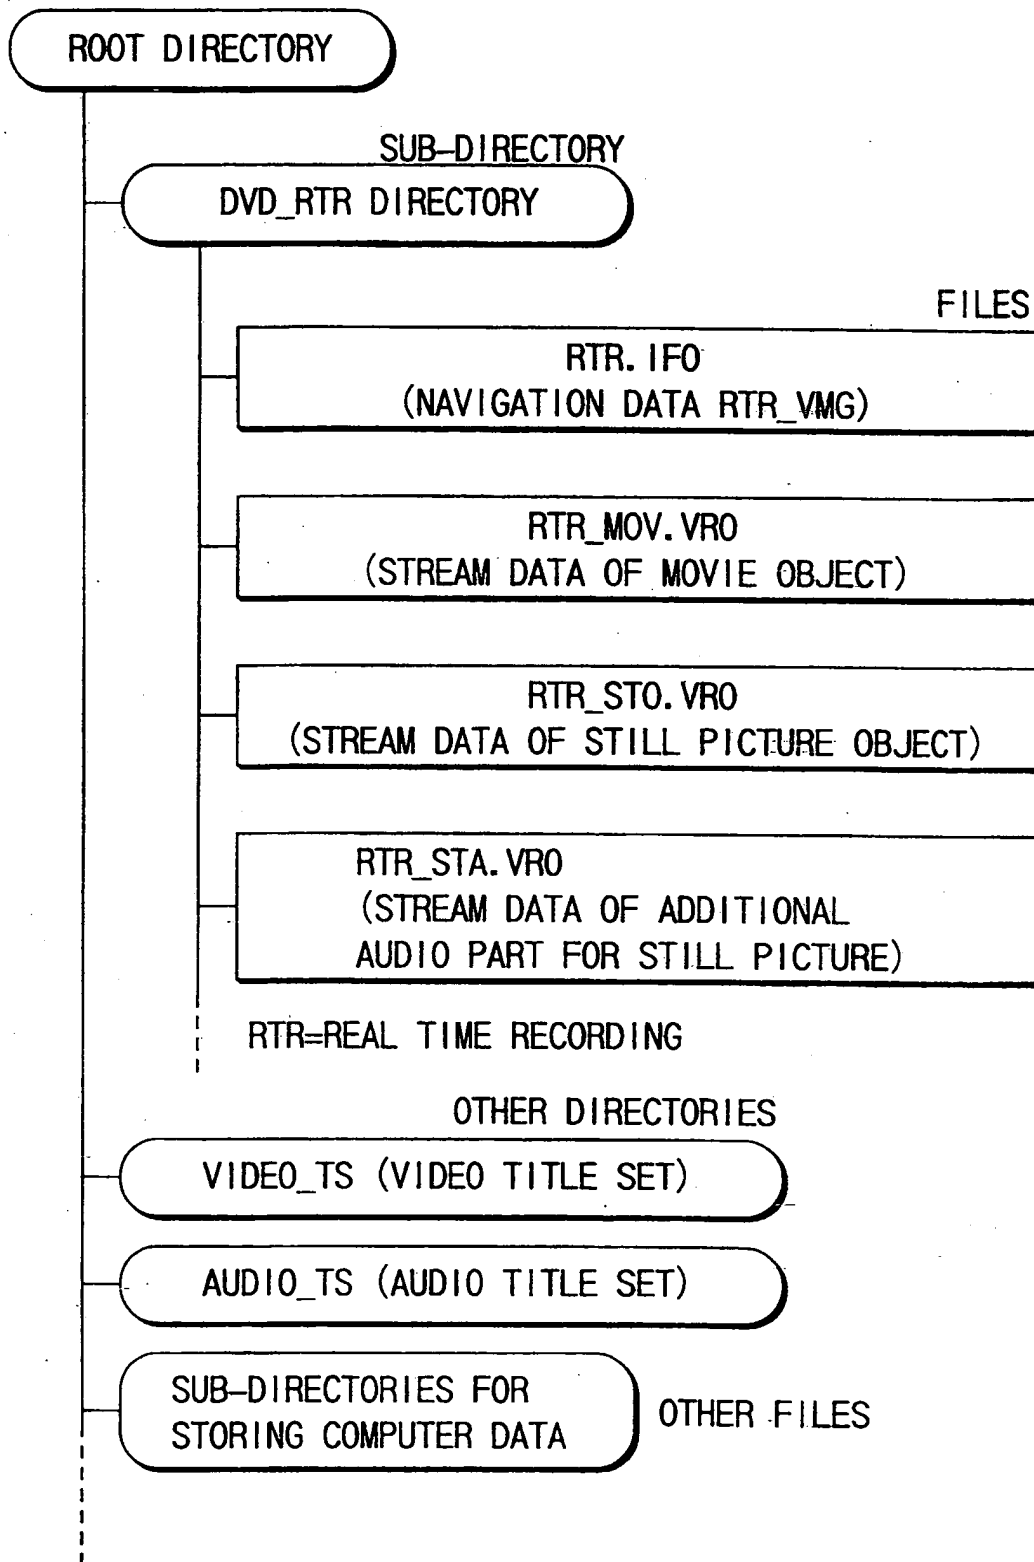 ROOT DIRECTORY
SUB-DIRECTORY
DVD_RTR DIRECTORY
FILES
RTR.IFO
(NAVIGATION DATA RTR_VMG)
RTR_MOV.VRO
(STREAM DATA OF MOVIE OBJECT)
RTR_STO.VRO
(STREAM DATA OF STILL PICTURE OBJECT)
RTR_STA.VRO
(STREAM DATA OF ADDITIONAL
AUDIO PART FOR STILL PICTURE)
RTR=REAL TIME RECORDING
OTHER DIRECTORIES
VIDEO_TS (VIDEO TITLE SET)
AUDIO_TS (AUDIO TITLE SET)
SUB-DIRECTORIES FOR
STORING COMPUTER DATA
OTHER FILES